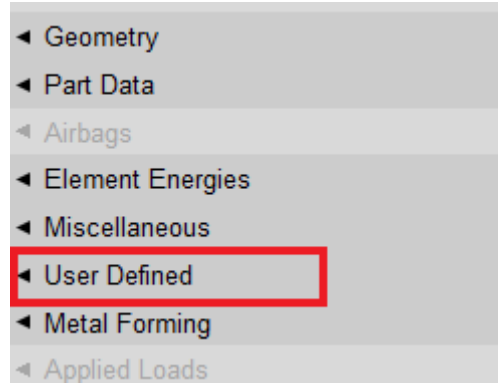 Geometry
Part Data
Airbags
Element Energies
Miscellaneous
User Defined
Metal Forming
Applied Loads